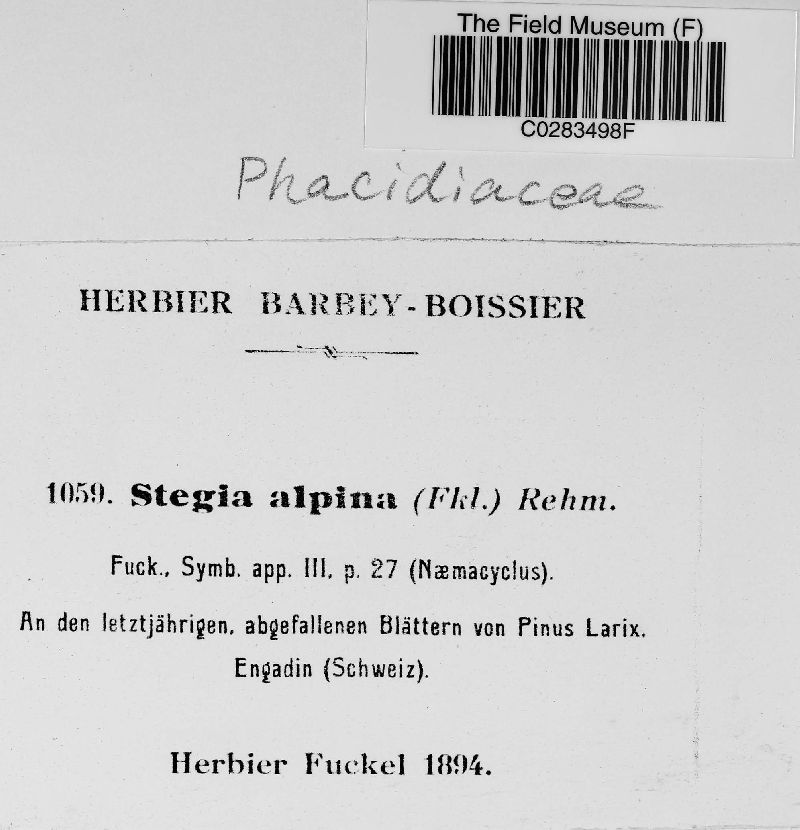 The Field Museum (F)
C0283498F
Phacidiaceae
HERBIER BARBEY-BOISSIER
1059. Stegia alpina (Fkl.) Rehm.
Fuck., Symb. app. III, p. 27 (Næmacyclus).
An den letztjährigen, abgefallenen Blättern von Pinus Larix.
Engadin (Schweiz).
Herbier Fuckel 1894.